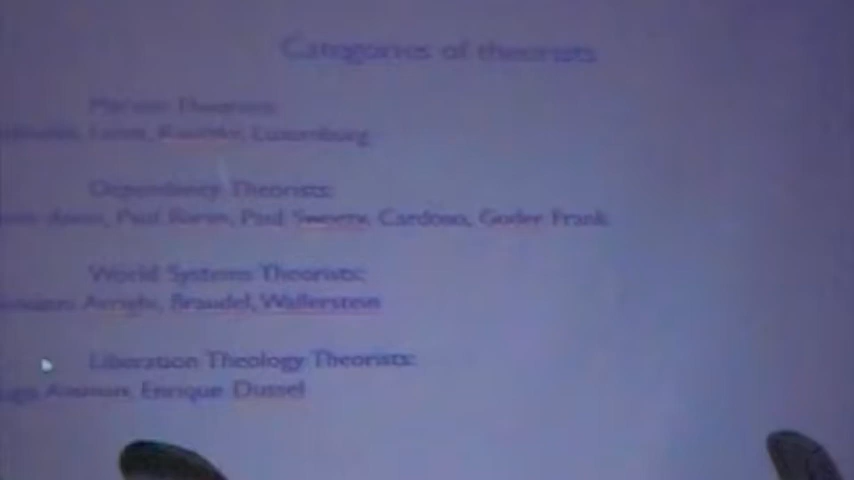 Categories of theorists
Marxist Theorists:
Lenin, Kautsky, Luxemburg
Dependency Theorists:
Amin, Paul Baran, Paul Sweezy, Cardoso, Gunder Frank
World Systems Theorists:
Arrighi, Braudel, Wallerstein
Liberation Theology Theorists:
Assman, Enrique Dussel